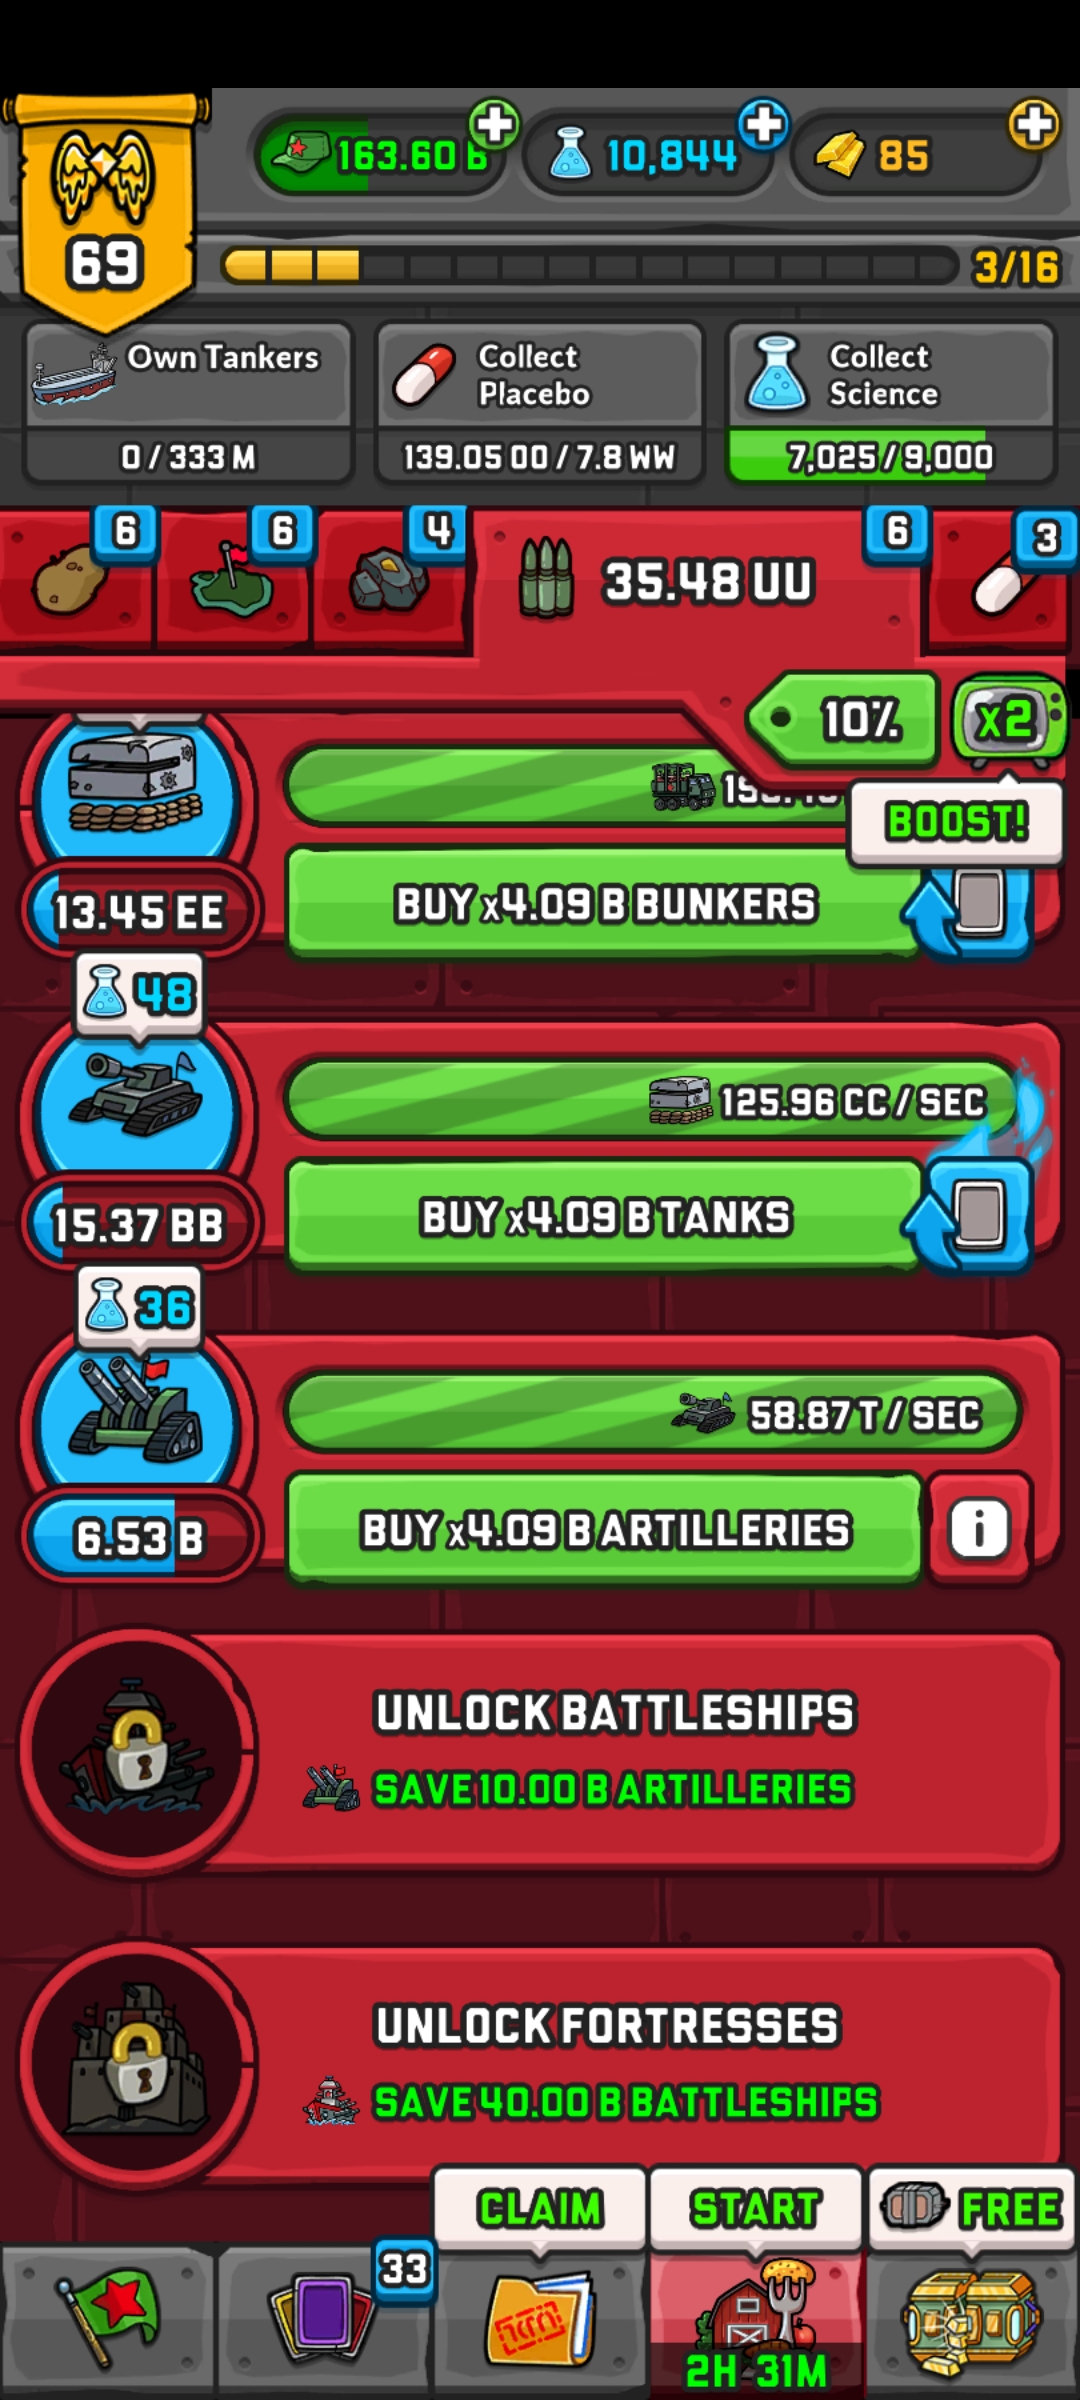 163.60 B
10,844
85
69
3/16
Own Tankers
0 / 333 M
Collect
Placebo
139.05 OO / 7.8 WW
Collect
Science
7,025 / 9,000
6
6
4
35.48 UU
6
3
10%
x2
BOOST!
13.45 EE
BUY x4.09 B BUNKERS
48
125.96 CC / SEC
15.37 BB
BUY x4.09 B TANKS
36
58.87 T / SEC
6.53 B
BUY x4.09 B ARTILLERIES
i
UNLOCK BATTLESHIPS
SAVE 10.00 B ARTILLERIES
UNLOCK FORTRESSES
SAVE 40.00 B BATTLESHIPS
CLAIM
START
FREE
33
2H 31M